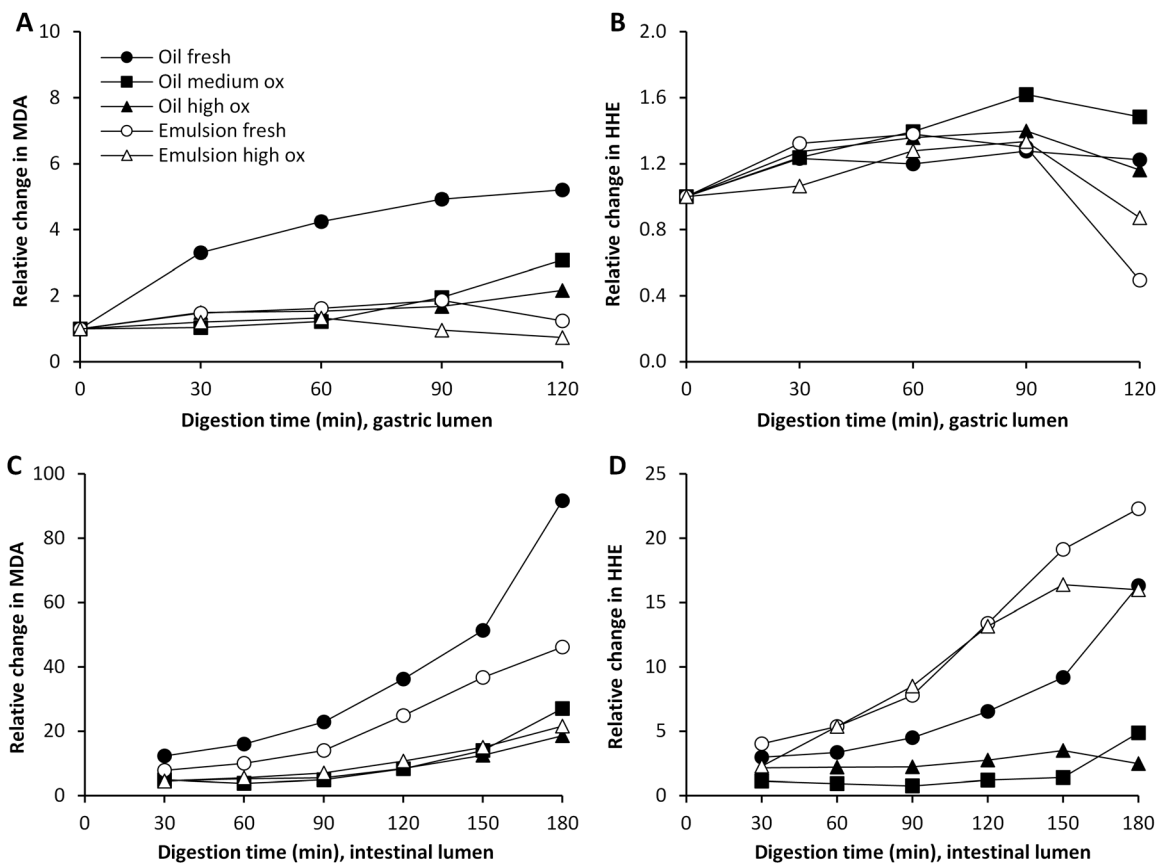 A
Relative change in MDA
10
8
6
4
2
0
Oil fresh
Oil medium ox
Oil high ox
Emulsion fresh
Emulsion high ox
0 30 60 90 120
Digestion time (min), gastric lumen
B
Relative change in HHE
2.0
1.6
1.2
0.8
0.4
0.0
0 30 60 90 120
Digestion time (min), gastric lumen
C
Relative change in MDA
100
80
60
40
20
0
0 30 60 90 120 150 180
Digestion time (min), intestinal lumen
D
Relative change in HHE
25
20
15
10
5
0
0 30 60 90 120 150 180
Digestion time (min), intestinal lumen